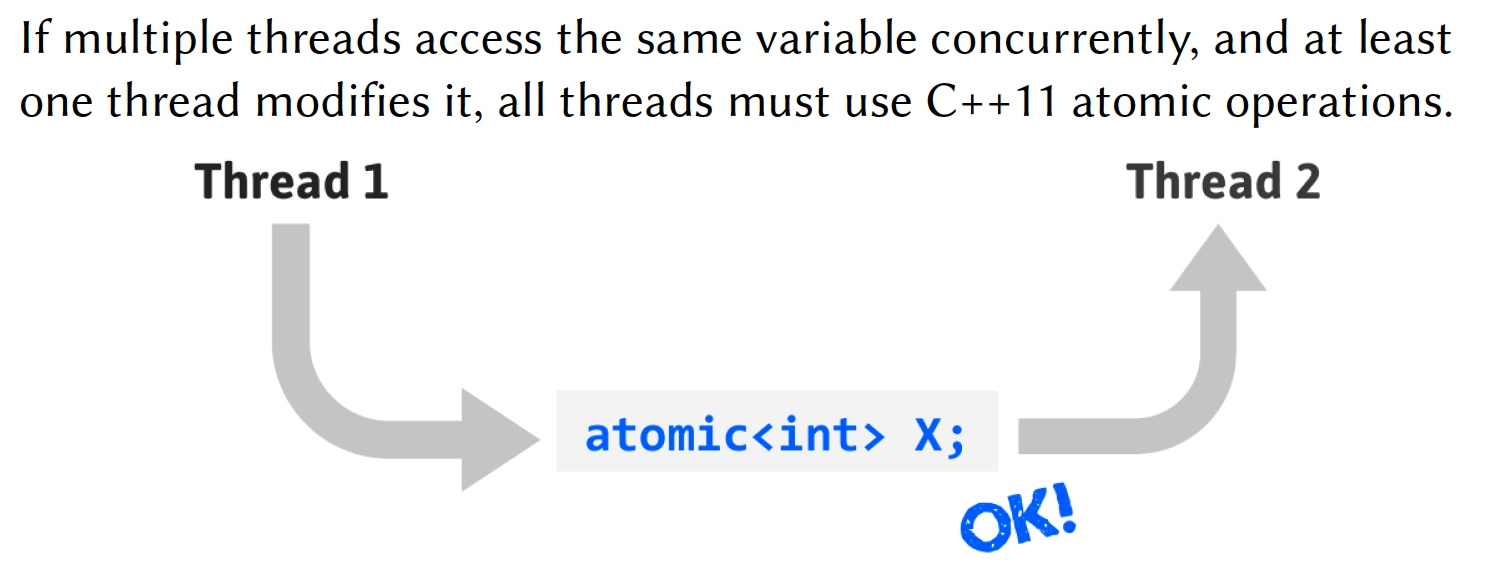 If multiple threads access the same variable concurrently, and at least
one thread modifies it, all threads must use C++11 atomic operations.
Thread 1
Thread 2
atomic<int> X;
OK!